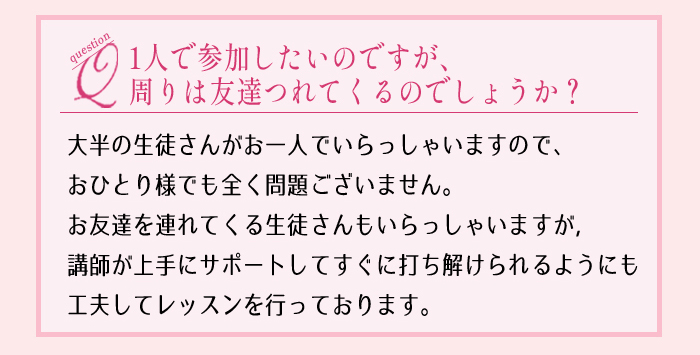 question
Q
1人で参加したいのですが、
周りは友達つれてくるのでしょうか？
大半の生徒さんがお一人でいらっしゃいますので、
おひとり様でも全く問題ございません。
お友達を連れてくる生徒さんもいらっしゃいますが,
講師が上手にサポートしてすぐに打ち解けられるようにも
工夫してレッスンを行っております。